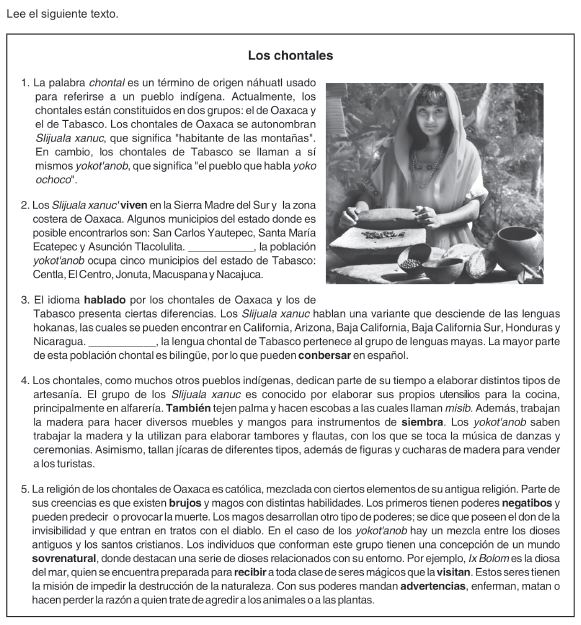 Lee el siguiente texto.
Los chontales
1. La palabra chontal es un término de origen náhuatl usado
para referirse a un pueblo indígena. Actualmente, los
chontales están constituidos en dos grupos: el de Oaxaca y
el de Tabasco. Los chontales de Oaxaca se autonombran
Slijuala xanuc, que significa "habitante de las montañas".
En cambio, los chontales de Tabasco se llaman a sí
mismos yokot'anob, que significa "el pueblo que habla yoko
ochoco".
2. Los Slijuala xanuc' viven en la Sierra Madre del Sur y la zona
costera de Oaxaca. Algunos municipios del estado donde es
posible encontrarlos son: San Carlos Yautepec, Santa María
Ecatepec y Asunción Tlacolulita. ____________, la población
yokot'anob ocupa cinco municipios del estado de Tabasco:
Centla, El Centro, Jonuta, Macuspana y Nacajuca.
3. El idioma hablado por los chontales de Oaxaca y los de
Tabasco presenta ciertas diferencias. Los Slijuala xanuc hablan una variante que desciende de las lenguas
hokanas, las cuales se pueden encontrar en California, Arizona, Baja California, Baja California Sur, Honduras y
Nicaragua. ____________, la lengua chontal de Tabasco pertenece al grupo de lenguas mayas. La mayor parte
de esta población chontal es bilingüe, por lo que pueden conbersar en español.
4. Los chontales, como muchos otros pueblos indígenas, dedican parte de su tiempo a elaborar distintos tipos de
artesanía. El grupo de los Slijuala xanuc es conocido por elaborar sus propios utensilios para la cocina,
principalmente en alfarería. También tejen palma y hacen escobas a las cuales llaman misib. Además, trabajan
la madera para hacer diversos muebles y mangos para instrumentos de siembra. Los yokot'anob saben
trabajar la madera y la utilizan para elaborar tambores y flautas, con los que se toca la música de danzas y
ceremonias. Asimismo, tallan jícaras de diferentes tipos, además de figuras y cucharas de madera para vender
a los turistas.
5. La religión de los chontales de Oaxaca es católica, mezclada con ciertos elementos de su antigua religión. Parte de
sus creencias es que existen brujos y magos con distintas habilidades. Los primeros tienen poderes negatibos y
pueden predecir o provocar la muerte. Los magos desarrollan otro tipo de poderes; se dice que poseen el don de la
invisibilidad y que entran en tratos con el diablo. En el caso de los yokot'anob hay un mezcla entre los dioses
antiguos y los santos cristianos. Los individuos que conforman este grupo tienen una concepción de un mundo
sovrenatural, donde destacan una serie de dioses relacionados con su entorno. Por ejemplo, Ix Bolom es la diosa
del mar, quien se encuentra preparada para recibir a toda clase de seres mágicos que la visitan. Estos seres tienen
la misión de impedir la destrucción de la naturaleza. Con sus poderes mandan advertencias, enferman, matan o
hacen perder la razón a quien trate de agredir a los animales o a las plantas.